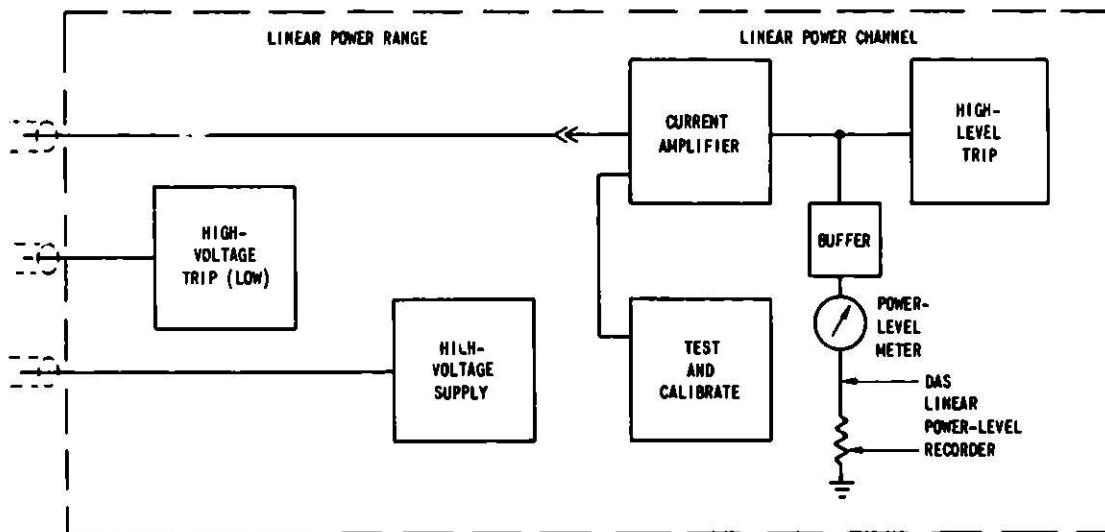 LINEAR POWER RANGE
LINEAR POWER CHANNEL
CURRENT
AMPLIFIER
HIGH-
LEVEL
TRIP
HIGH-
VOLTAGE
TRIP (LOW)
BUFFER
POWER-
LEVEL
METER
HIGH-
VOLTAGE
SUPPLY
TEST
AND
CALIBRATE
DAS
LINEAR
POWER-LEVEL
RECORDER